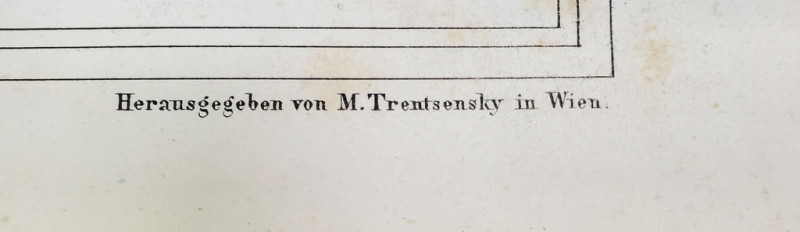 Herausgegeben von M. Trentsensky in Wien.